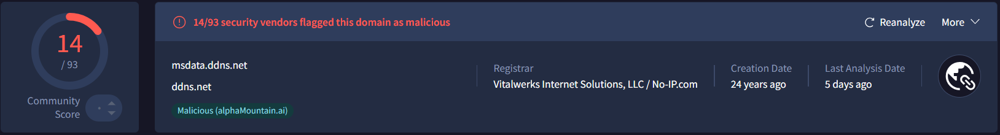 14
/ 93
Community
Score
14/93 security vendors flagged this domain as malicious
Reanalyze
More
msdata.ddns.net
ddns.net
Malicious (alphaMountain.ai)
Registrar
Vitalwerks Internet Solutions, LLC / No-IP.com
Creation Date
24 years ago
Last Analysis Date
5 days ago